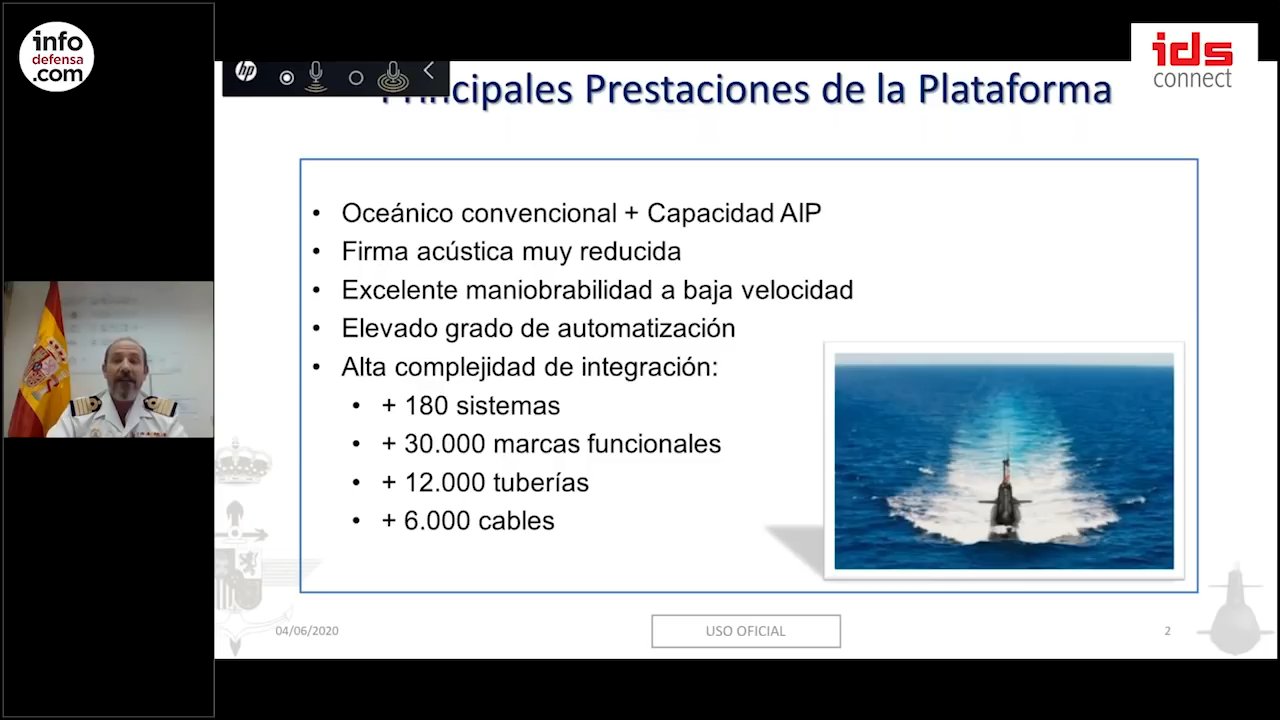 info
defensa
.com
ids
connect
hp
Principales Prestaciones de la Plataforma
• Oceánico convencional + Capacidad AIP
• Firma acústica muy reducida
• Excelente maniobrabilidad a baja velocidad
• Elevado grado de automatización
• Alta complejidad de integración:
• + 180 sistemas
• + 30.000 marcas funcionales
• + 12.000 tuberías
• + 6.000 cables
04/06/2020
USO OFICIAL
2